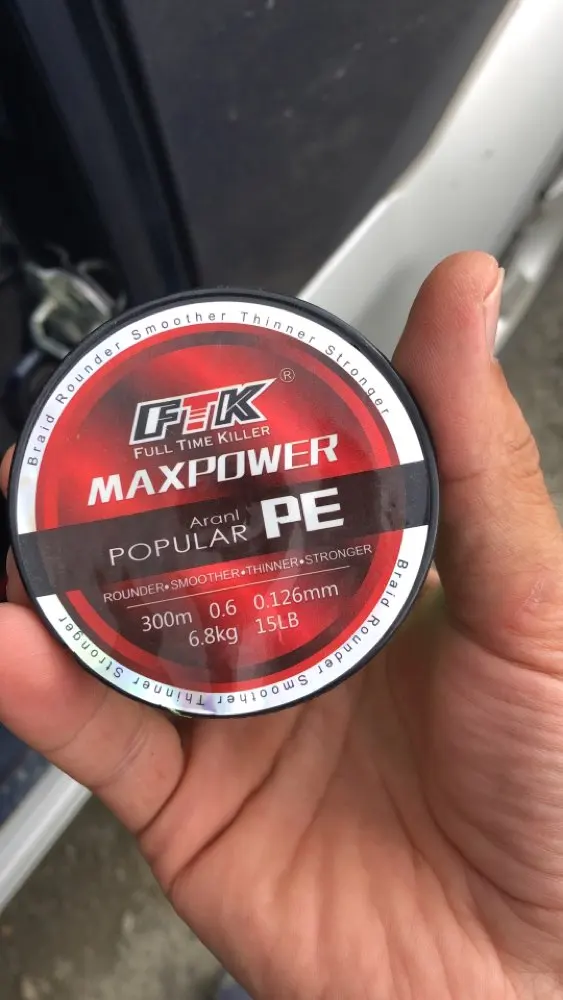 Braid Rounder Smoother Thinner Stronger
FTK ®
FULL TIME KILLER
MAXPOWER
Aranl
POPULAR PE
ROUNDER•SMOOTHER•THINNER•STRONGER
300m 0.6 0.126mm
6.8kg 15LB
Braid Rounder Smoother Thinner Stronger